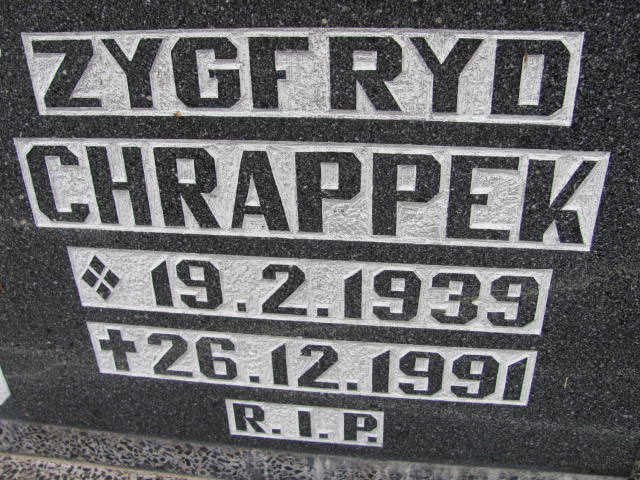 ZYGFRYD
CHRAPPEK
19.2.1939
✝26.12.1991
R.I.P.